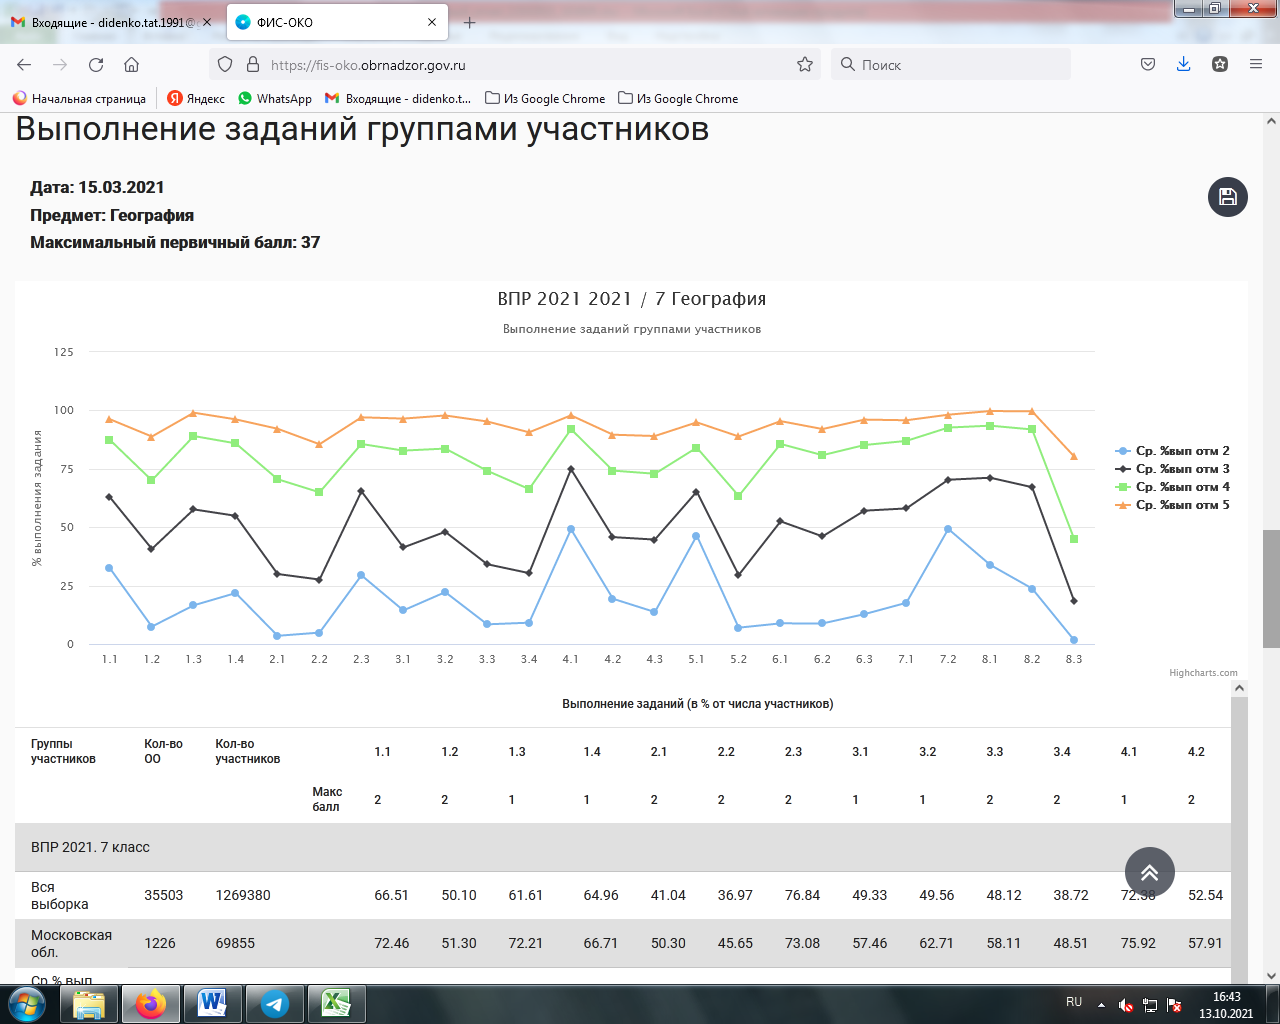 Входящие - didenko.tat.1991@
ФИС-ОКО
https://fis-oko.obrnadzor.gov.ru
Поиск
Начальная страница
Яндекс
WhatsApp
Входящие - didenko.t...
Из Google Chrome
Из Google Chrome
Выполнение заданий группами участников
Дата: 15.03.2021
Предмет: География
Максимальный первичный балл: 37
ВПР 2021 2021 / 7 География
Выполнение заданий группами участников
% выполнения задания
125
100
75
50
25
0
1.1 1.2 1.3 1.4 2.1 2.2 2.3 3.1 3.2 3.3 3.4 4.1 4.2 4.3 5.1 5.2 6.1 6.2 6.3 7.1 7.2 8.1 8.2 8.3
Ср. %вып отм 2
Ср. %вып отм 3
Ср. %вып отм 4
Ср. %вып отм 5
Highcharts.com
Выполнение заданий (в % от числа участников)
Группы участников Кол-во ОО Кол-во участников 1.1 1.2 1.3 1.4 2.1 2.2 2.3 3.1 3.2 3.3 3.4 4.1 4.2
Макс балл 2 2 1 1 2 2 2 1 1 2 2 1 2
ВПР 2021. 7 класс
Вся выборка 35503 1269380 66.51 50.10 61.61 64.96 41.04 36.97 76.84 49.33 49.56 48.12 38.72 72.38 52.54
Московская обл. 1226 69855 72.46 51.30 72.21 66.71 50.30 45.65 73.08 57.46 62.71 58.11 48.51 75.92 57.91
Ср.% вып.
RU
16:43
13.10.2021